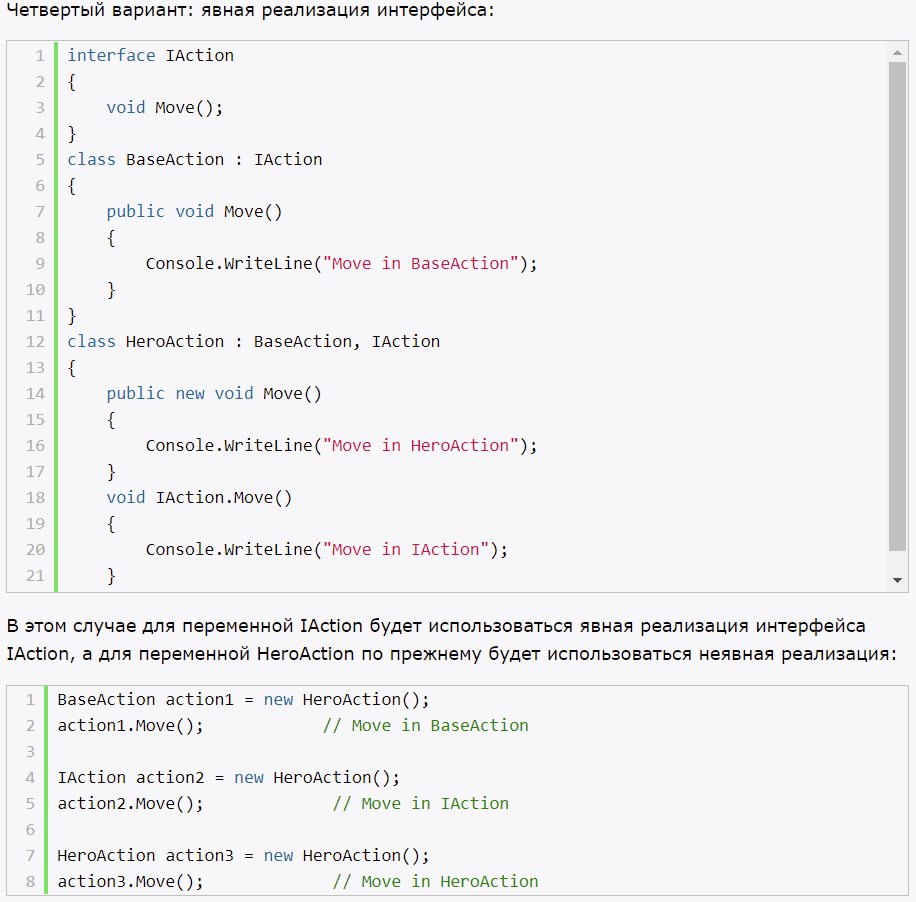 Четвертый вариант: явная реализация интерфейса:
1 interface IAction
2 {
3     void Move();
4 }
5 class BaseAction : IAction
6 {
7     public void Move()
8     {
9         Console.WriteLine("Move in BaseAction");
10     }
11 }
12 class HeroAction : BaseAction, IAction
13 {
14     public new void Move()
15     {
16         Console.WriteLine("Move in HeroAction");
17     }
18     void IAction.Move()
19     {
20         Console.WriteLine("Move in IAction");
21     }
В этом случае для переменной IAction будет использоваться явная реализация интерфейса
IAction, а для переменной HeroAction по прежнему будет использоваться неявная реализация:
1 BaseAction action1 = new HeroAction();
2 action1.Move();            // Move in BaseAction
3
4 IAction action2 = new HeroAction();
5 action2.Move();             // Move in IAction
6
7 HeroAction action3 = new HeroAction();
8 action3.Move();             // Move in HeroAction